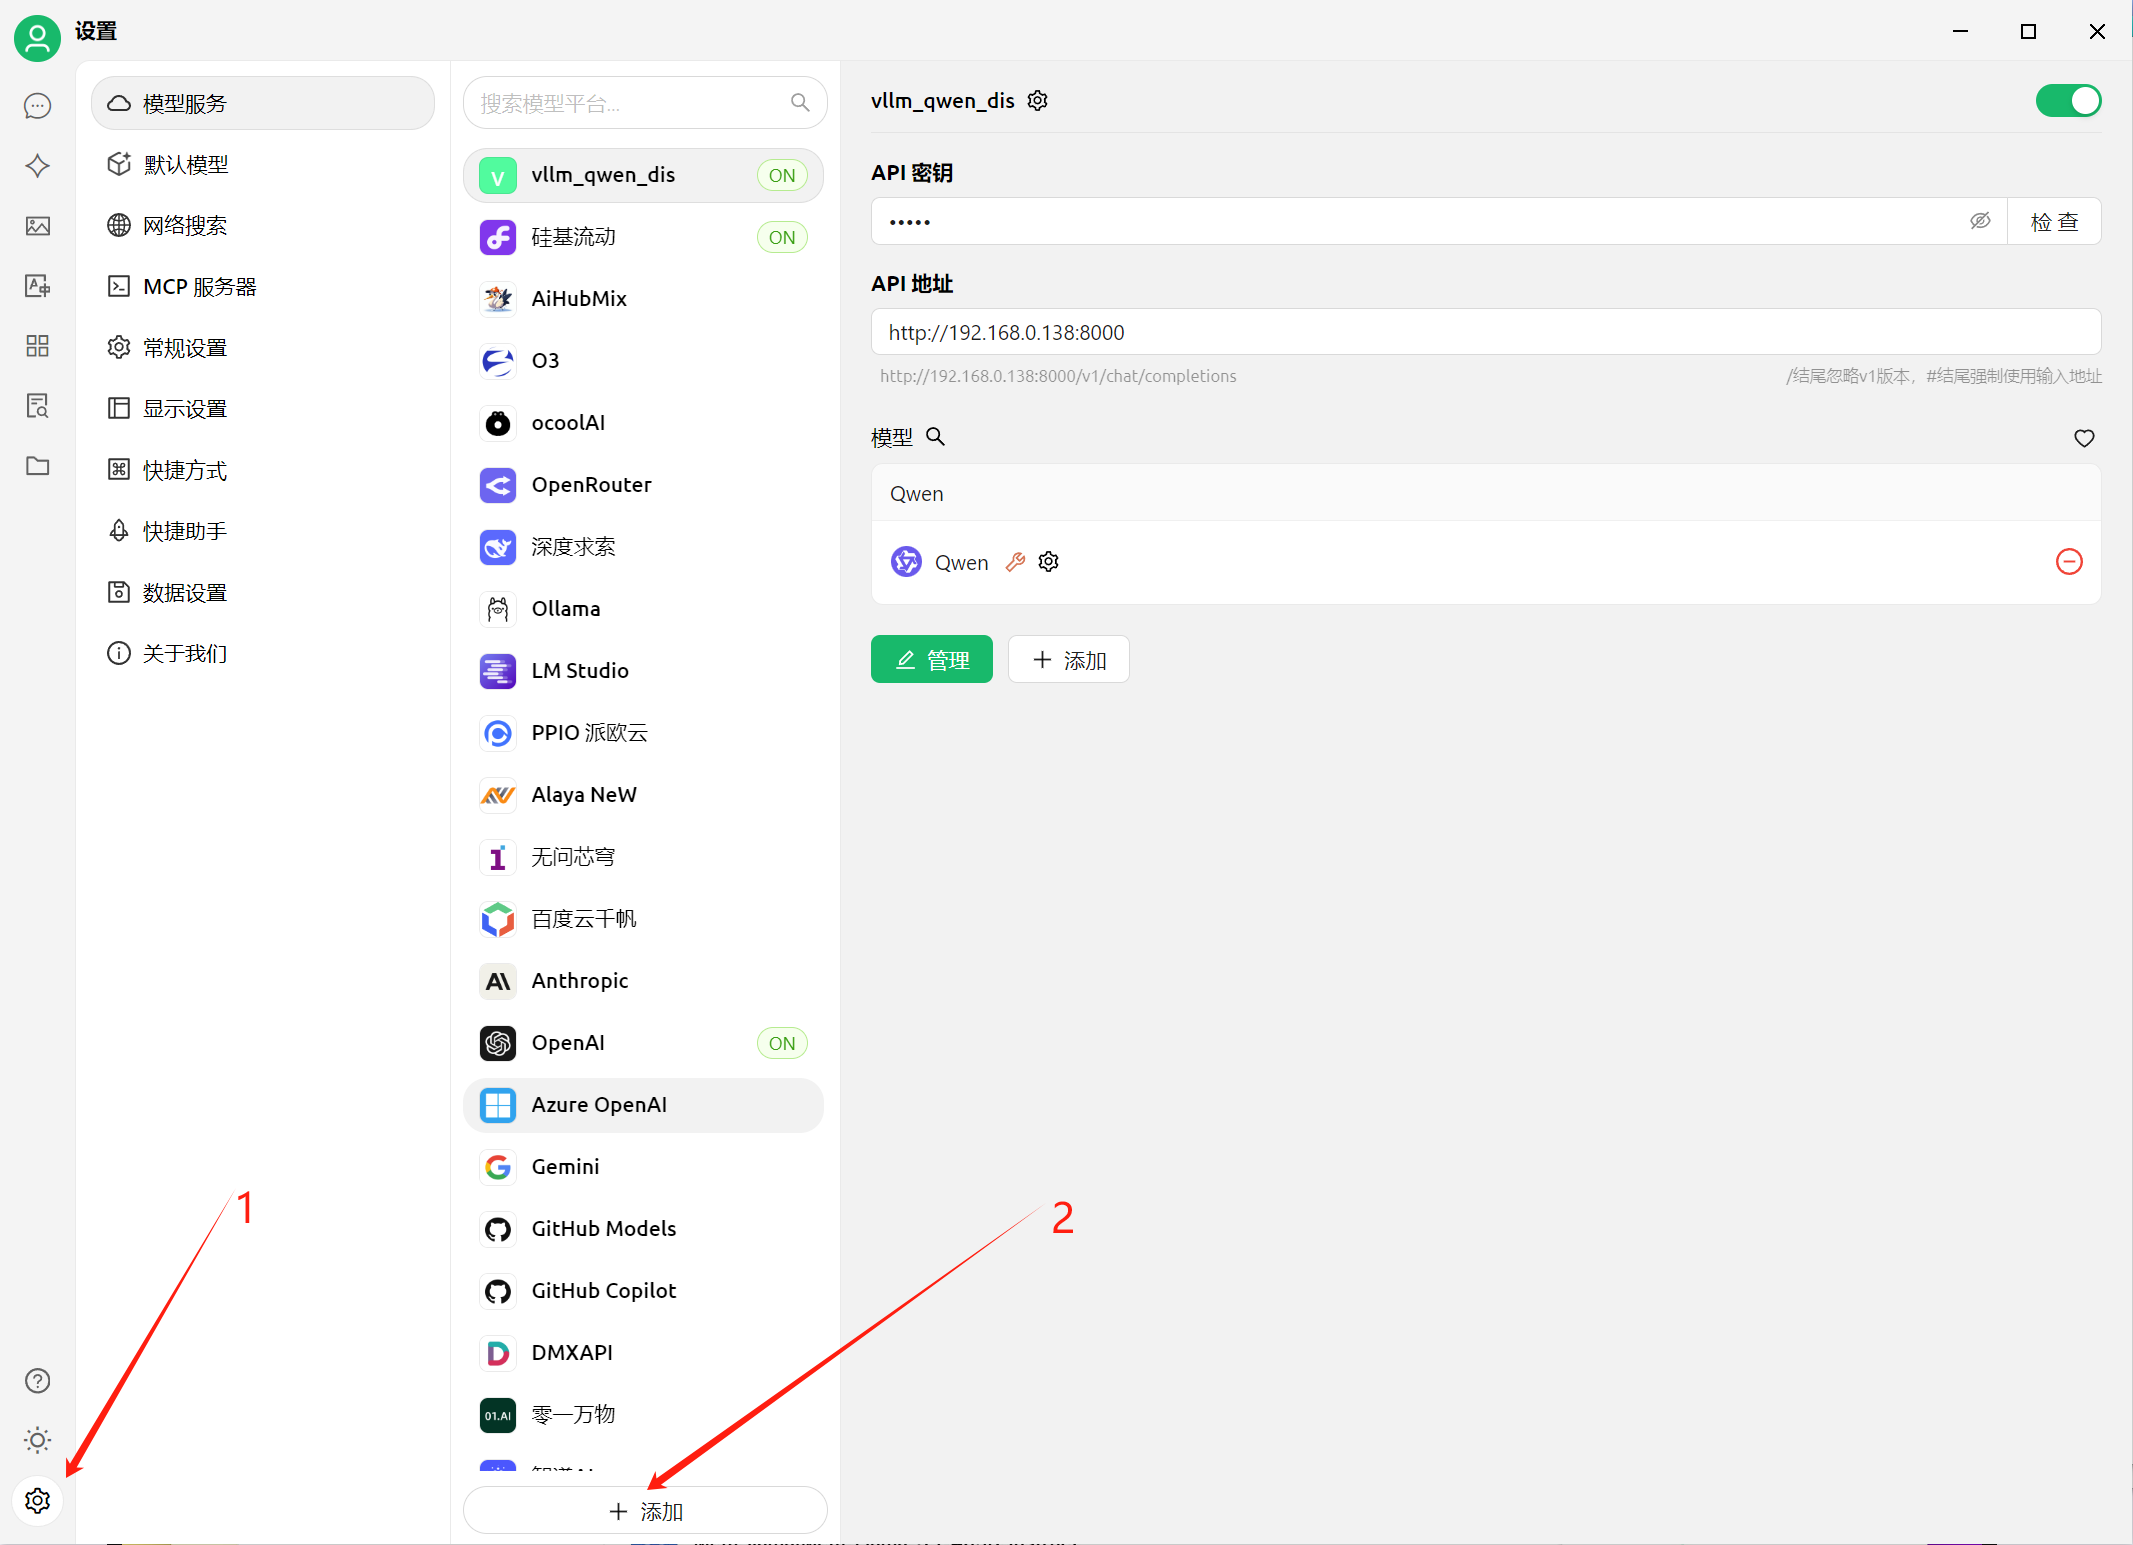 设置
模型服务
默认模型
网络搜索
MCP 服务器
常规设置
显示设置
快捷方式
快捷助手
数据设置
关于我们
搜索模型平台...
V
vllm_qwen_dis
ON
硅基流动
ON
AiHubMix
O3
ocoolAI
OpenRouter
深度求索
Ollama
LM Studio
PPIO 派欧云
Alaya NeW
无问芯穹
百度云千帆
Anthropic
OpenAI
ON
Azure OpenAI
Gemini
GitHub Models
GitHub Copilot
DMXAPI
01.AI
零一万物
添加
vllm_qwen_dis
API 密钥
•••••
检 查
API 地址
http://192.168.0.138:8000
http://192.168.0.138:8000/v1/chat/completions
/结尾忽略v1版本，#结尾强制使用输入地址
模型
Qwen
Qwen
管理
添加
1
2